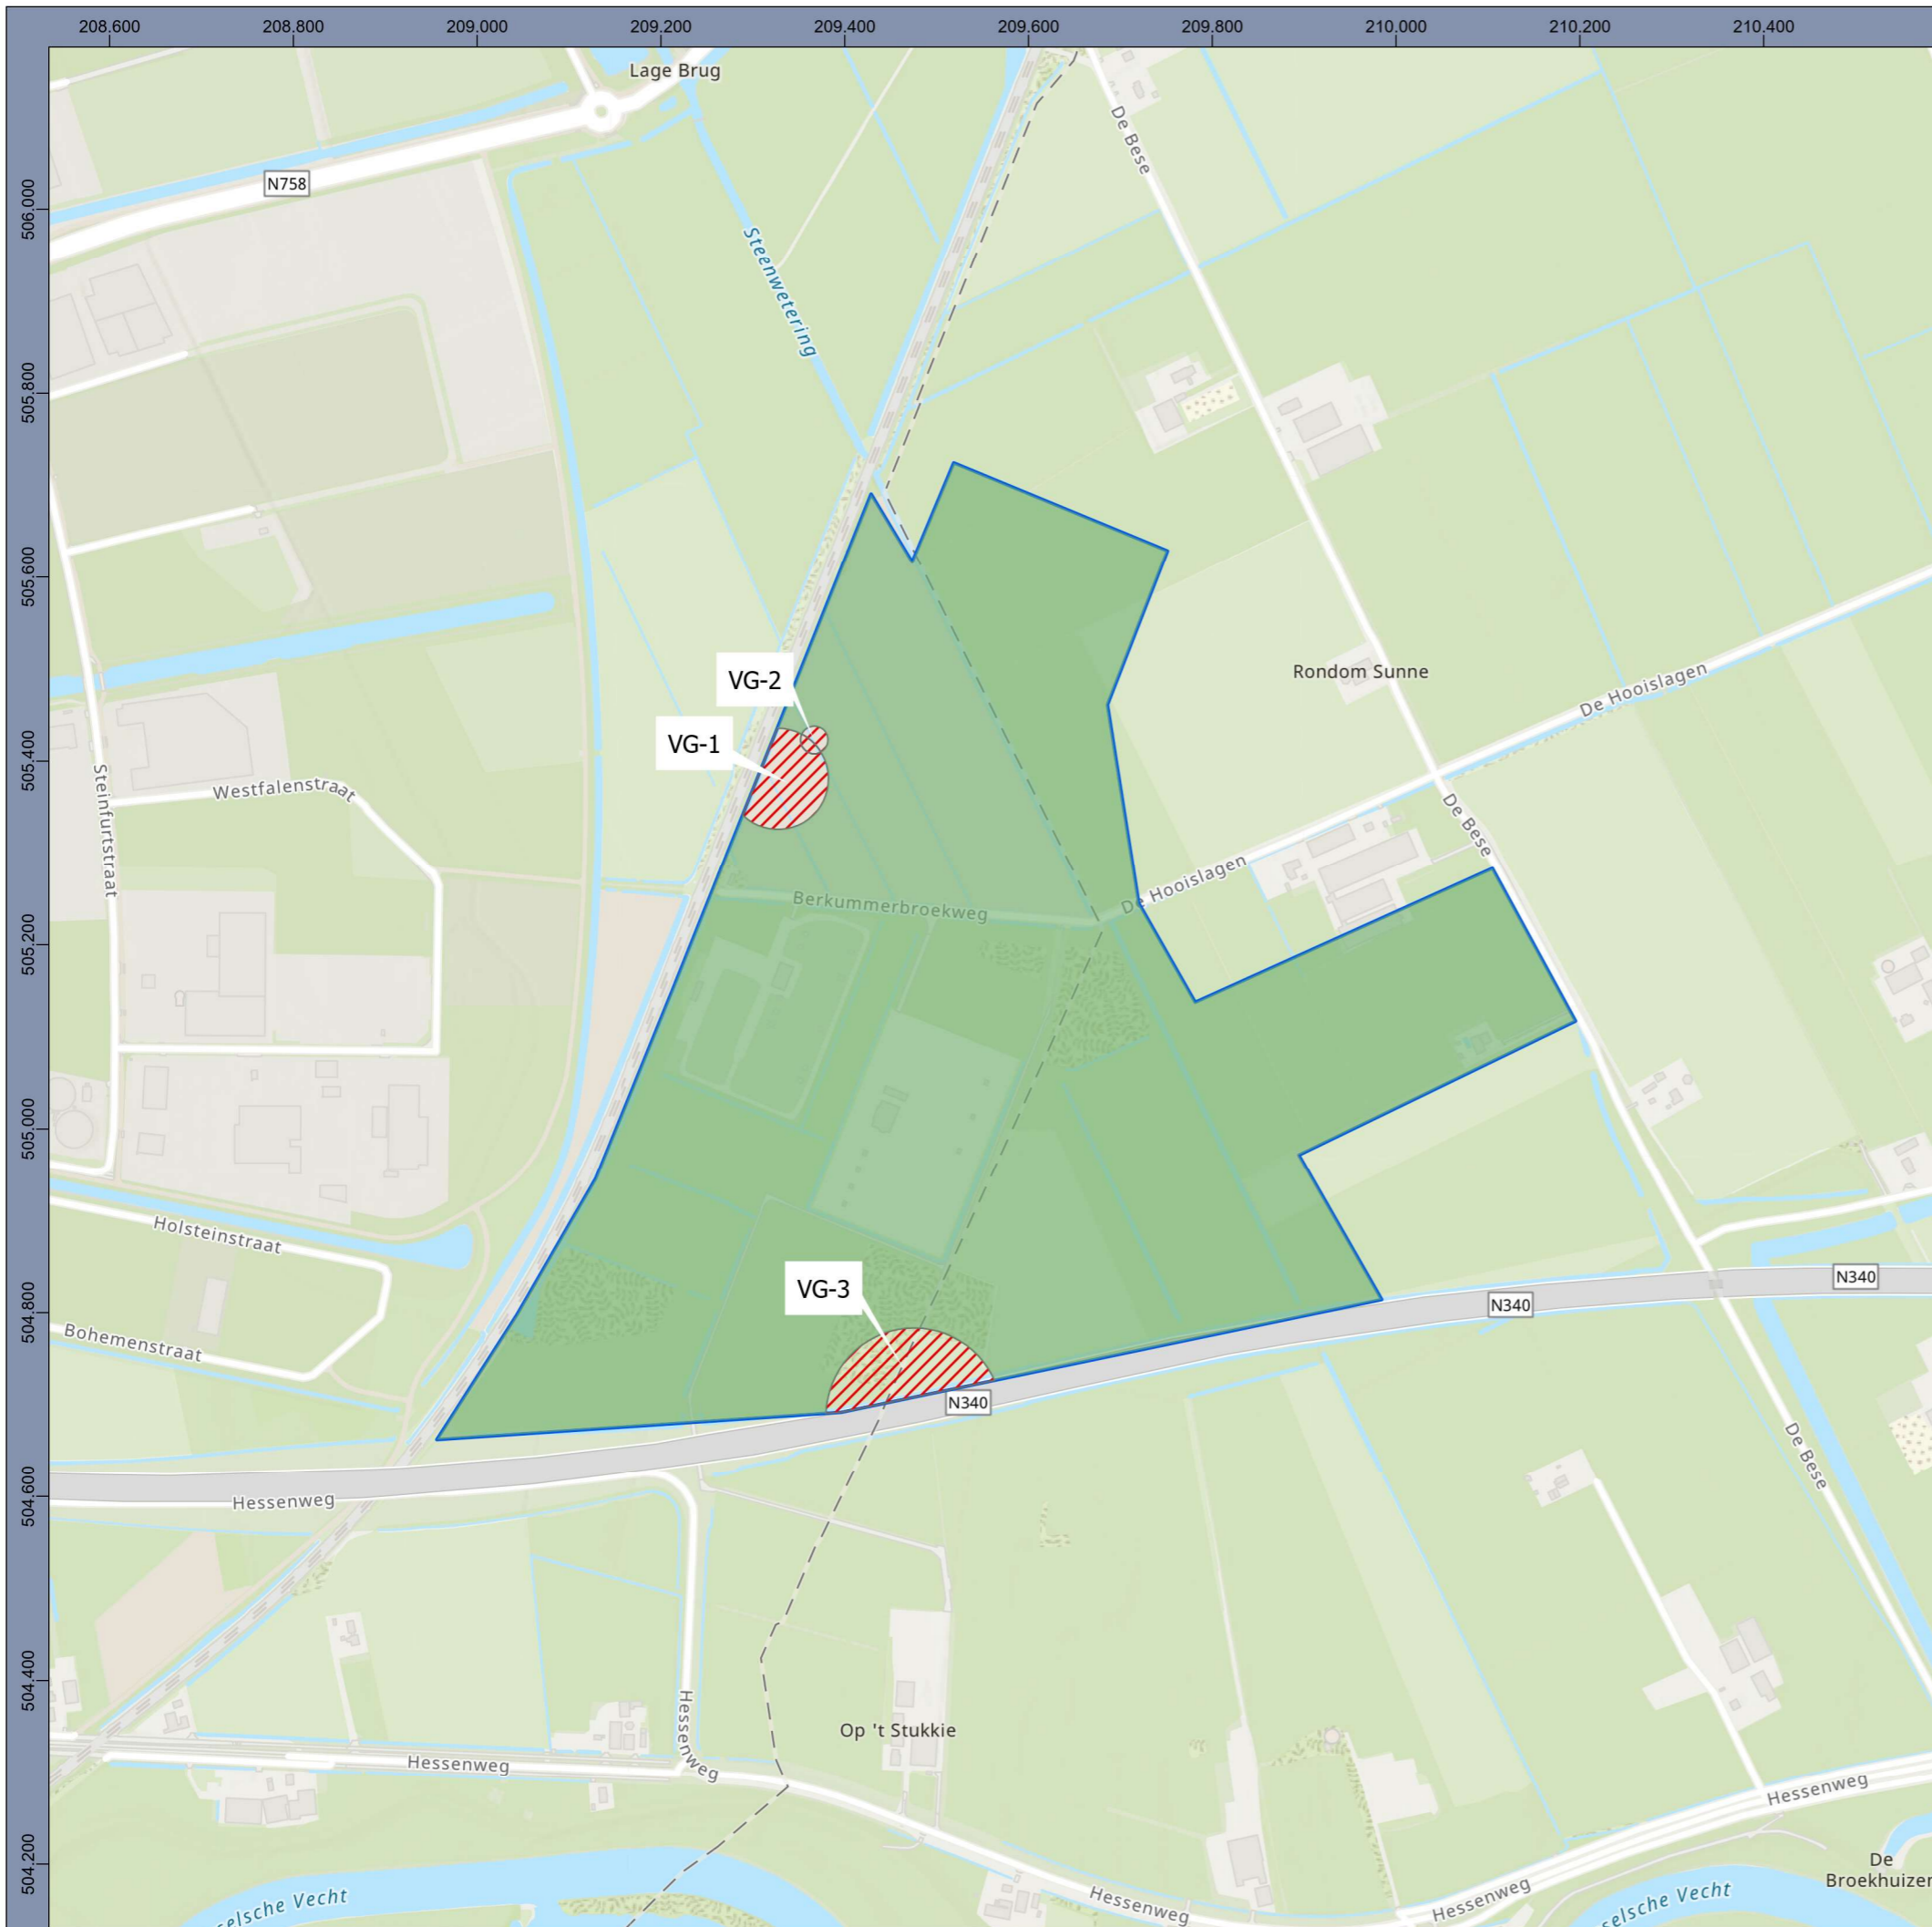 208.600 208.800 209.000 209.200 209.400 209.600 209.800 210.000 210.200 210.400
506.000
505.800
505.600
505.400
505.200
505.000
504.800
504.600
504.400
504.200
Lage Brug
De Bese
N758
Steenwetering
Rondom Sunne
De Hooislagen
VG-2
VG-1
Steinfurtstraat
Westfalenstraat
De Bese
De Hooislagen
Berkummerbroekweg
Holsteinstraat
VG-3
N340
N340
Bohemenstraat
N340
Hessenweg
De Bese
Hessenweg
Op 't Stukkie
Hessenweg
Hessenweg
De
Broekhuizen
Hessenweg
Hessenweg
selsche Vecht
selsche Vecht